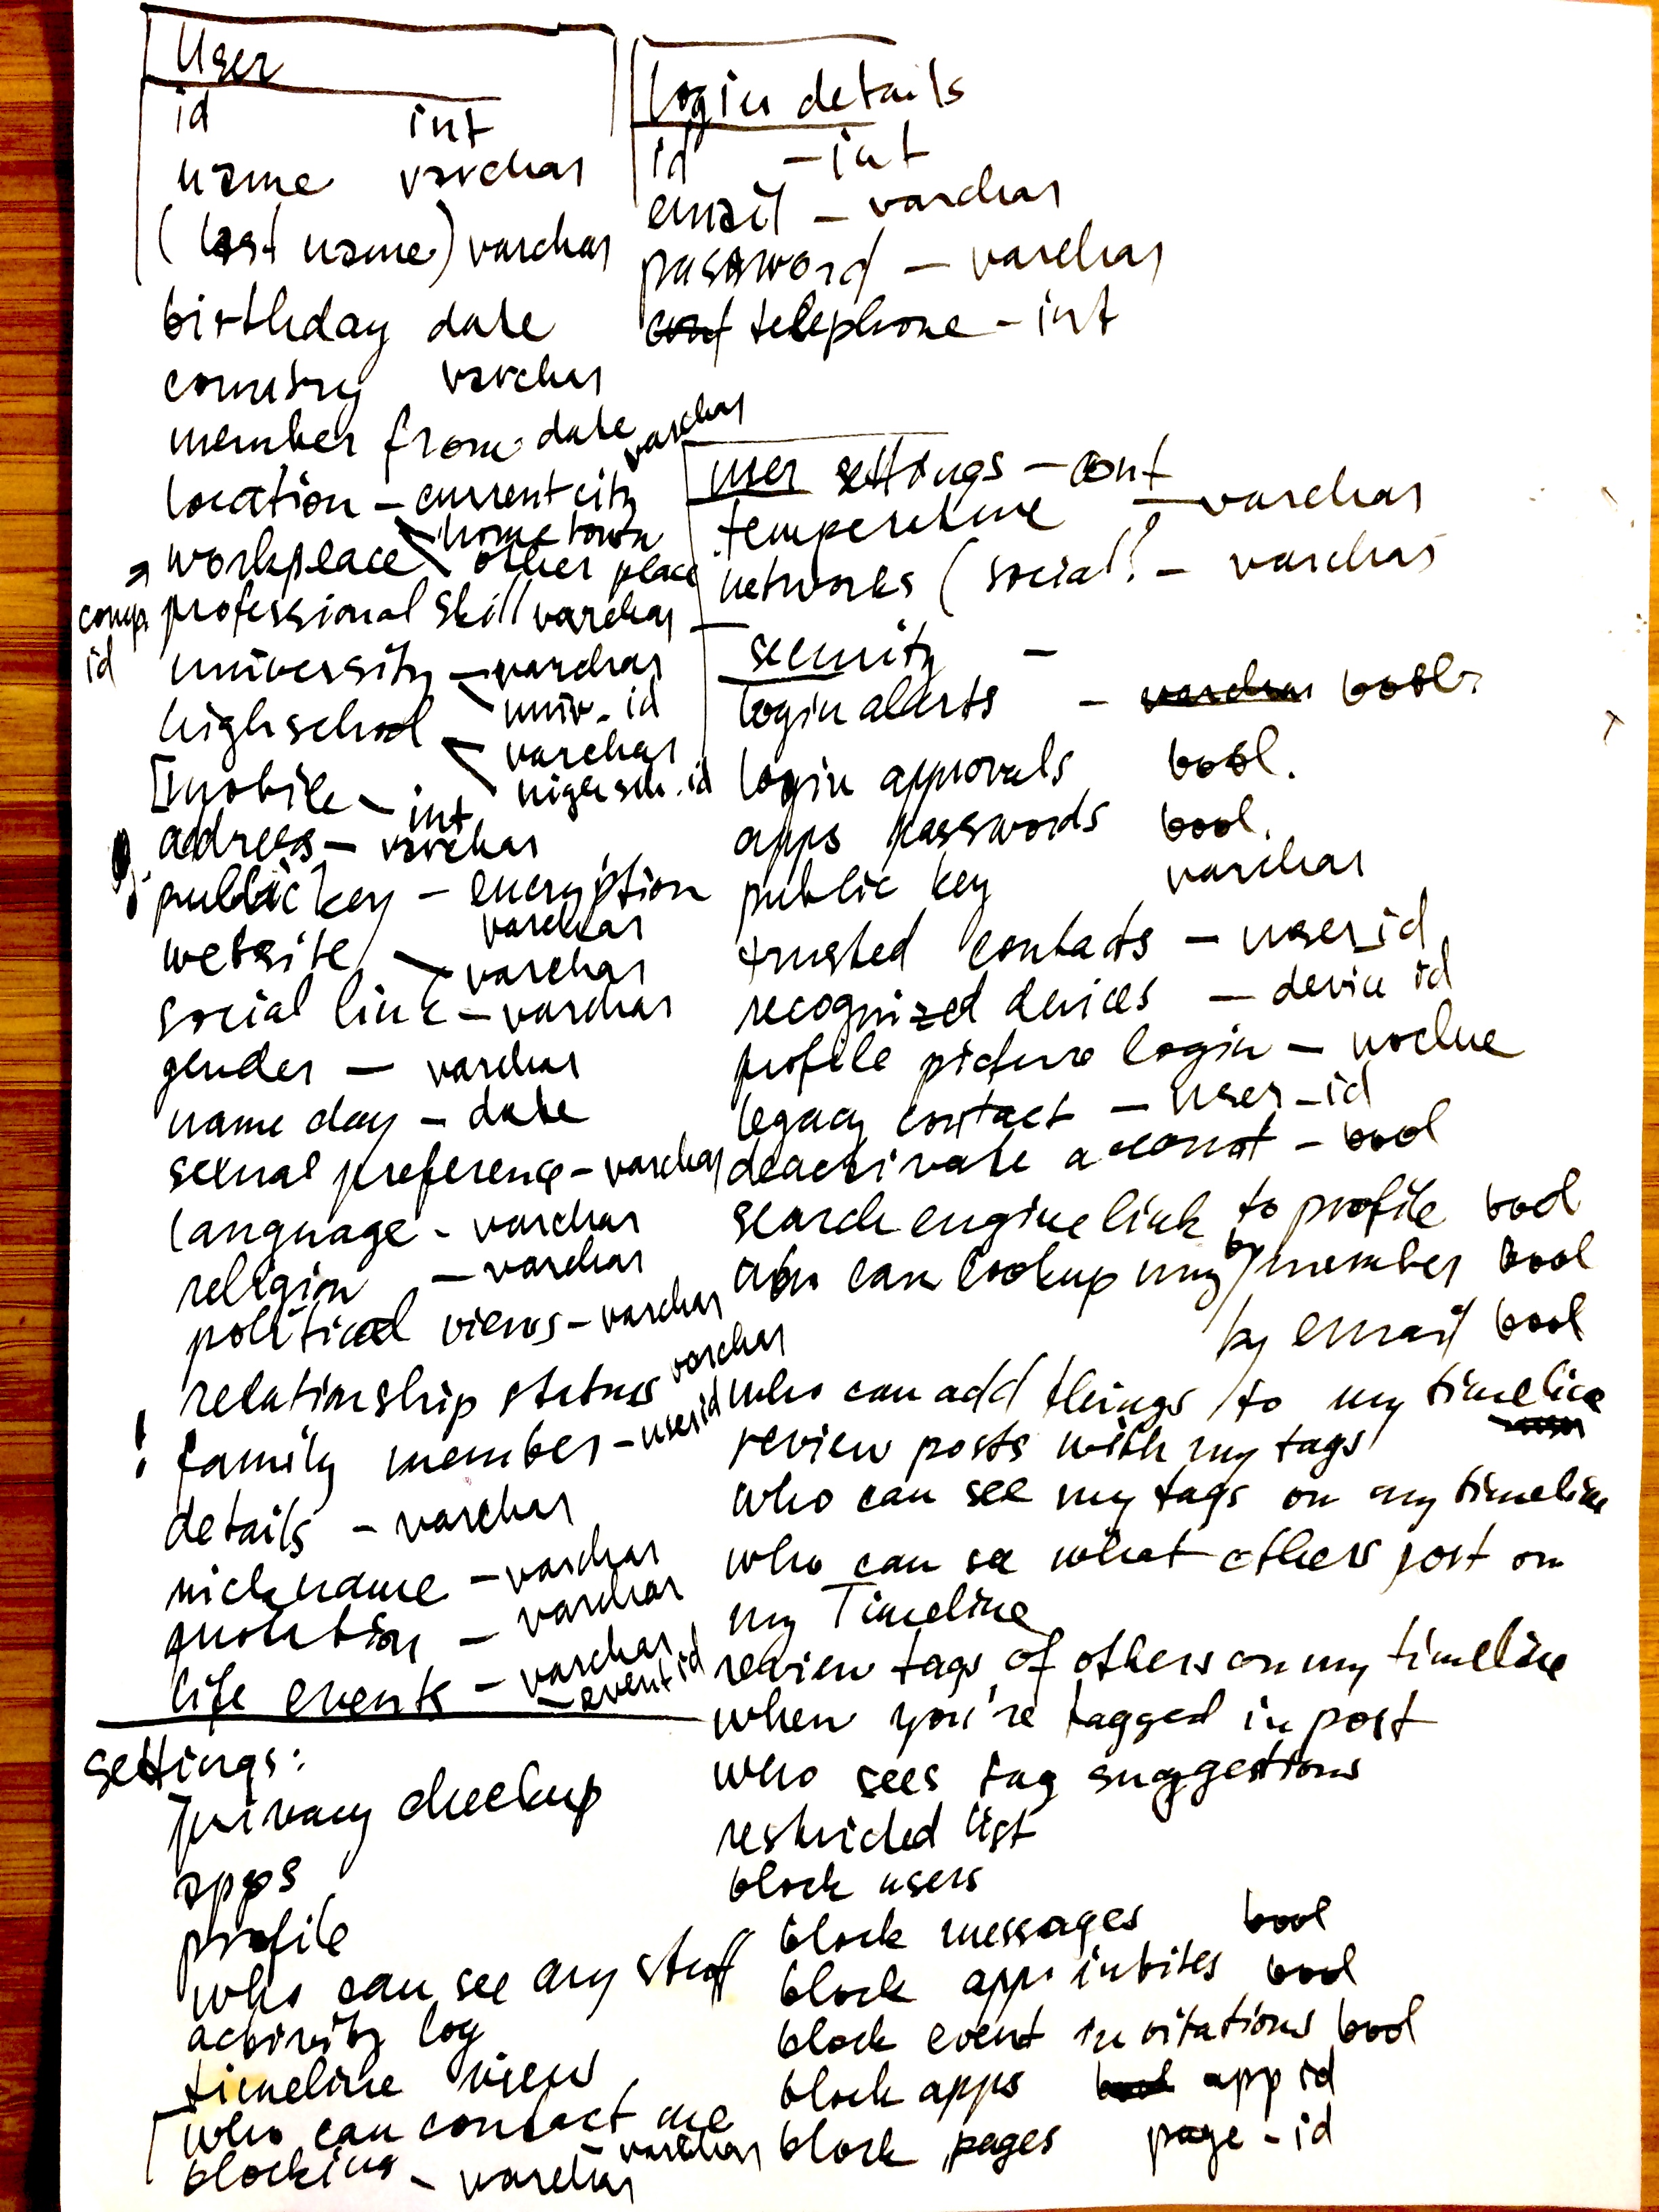 User
id int
name varchar
(last name) varchar
birthday date
country varchar
member from date
location - current city varchar
home town
workplace other place
comp. id
professional skill varchar
university - varchar
univ_id
highschool - varchar
highsch.id
[mobile - int
address - varchar
public key - encryption
varchar
website - varchar
social link - varchar
gender - varchar
name day - date
sexual preference - varchar
language - varchar
religion - varchar
political views - varchar
relationship status varchar
! family member - userid
details - varchar
nickname - varchar
quotation - varchar
life events - varchar
- event id
settings:
privacy checkup
apps
profile
who can see my stuff
activity log
timeline view
who can contact me
varchar
blocking - varchar
login details
id - int
email - varchar
password - varchar
telephone - int
user settings - cont
temperature - varchar
networks (social? - varchar
security -
login alerts - varchar bool.
login approvals bool.
apps passwords bool.
public key varchar
trusted contacts - user_id
recognized devices - device id
profile picture login - noclue
legacy contact - user_id
deactivate account - bool
search engine link to profile bool
can lookup my by member bool
by email bool
who can add things to my timeline
review posts with my tags
who can see my tags on my timeline
who can se what others post on
my Timeline
review tags of others on my timeline
when you're tagged in post
who sees tag suggestions
restricted list
block users
block messages bool
block app invites bool
block event invitations bool
block apps bool app id
block pages page - id